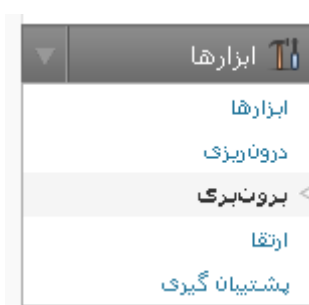 ابزارها
ابزارها
درون‌ریزی
برون‌بری
ارتقا
پشتیبان گیری